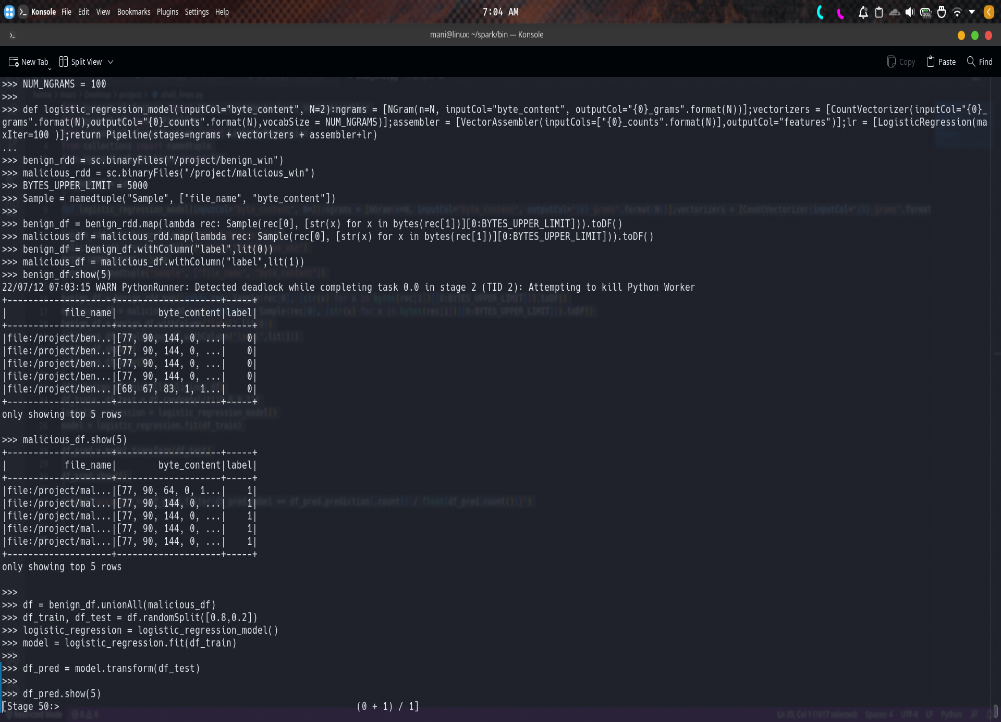 Konsole File Edit View Bookmarks Plugins Settings Help
7:04 AM
mani@linux: ~/spark/bin — Konsole
New Tab Split View Copy Paste Find
>>> NUM_NGRAMS = 100
>>>
>>> def logistic_regression_model(inputCol="byte_content", N=2):ngrams = [NGram(n=N, inputCol="byte_content", outputCol="{0}_grams".format(N))];vectorizers = [CountVectorizer(inputCol="{0}_
grams".format(N),outputCol="{0}_counts".format(N),vocabSize = NUM_NGRAMS)];assembler = [VectorAssembler(inputCols=["{0}_counts".format(N)],outputCol="features")];lr = [LogisticRegression(ma
xIter=100 )];return Pipeline(stages=ngrams + vectorizers + assembler+lr)
...
>>> benign_rdd = sc.binaryFiles("/project/benign_win")
>>> malicious_rdd = sc.binaryFiles("/project/malicious_win")
>>> BYTES_UPPER_LIMIT = 5000
>>> Sample = namedtuple("Sample", ["file_name", "byte_content"])
>>>
>>> benign_df = benign_rdd.map(lambda rec: Sample(rec[0], [str(x) for x in bytes(rec[1])][0:BYTES_UPPER_LIMIT])).toDF()
>>> malicious_df = malicious_rdd.map(lambda rec: Sample(rec[0], [str(x) for x in bytes(rec[1])][0:BYTES_UPPER_LIMIT])).toDF()
>>> benign_df = benign_df.withColumn("label",lit(0))
>>> malicious_df = malicious_df.withColumn("label",lit(1))
>>> benign_df.show(5)
22/07/12 07:03:15 WARN PythonRunner: Detected deadlock while completing task 0.0 in stage 2 (TID 2): Attempting to kill Python Worker
+--------------------+--------------------+-----+
|           file_name|        byte_content|label|
+--------------------+--------------------+-----+
|file:/project/ben...|[77, 90, 144, 0, ...|    0|
|file:/project/ben...|[77, 90, 144, 0, ...|    0|
|file:/project/ben...|[77, 90, 144, 0, ...|    0|
|file:/project/ben...|[77, 90, 144, 0, ...|    0|
|file:/project/ben...|[68, 67, 83, 1, 1...|    0|
+--------------------+--------------------+-----+
only showing top 5 rows
>>> malicious_df.show(5)
+--------------------+--------------------+-----+
|           file_name|        byte_content|label|
+--------------------+--------------------+-----+
|file:/project/mal...|[77, 90, 64, 0, 1...|    1|
|file:/project/mal...|[77, 90, 144, 0, ...|    1|
|file:/project/mal...|[77, 90, 144, 0, ...|    1|
|file:/project/mal...|[77, 90, 144, 0, ...|    1|
|file:/project/mal...|[77, 90, 144, 0, ...|    1|
+--------------------+--------------------+-----+
only showing top 5 rows
>>>
>>> df = benign_df.unionAll(malicious_df)
>>> df_train, df_test = df.randomSplit([0.8,0.2])
>>> logistic_regression = logistic_regression_model()
>>> model = logistic_regression.fit(df_train)
>>>
>>> df_pred = model.transform(df_test)
>>>
>>> df_pred.show(5)
[Stage 50:> (0 + 1) / 1]